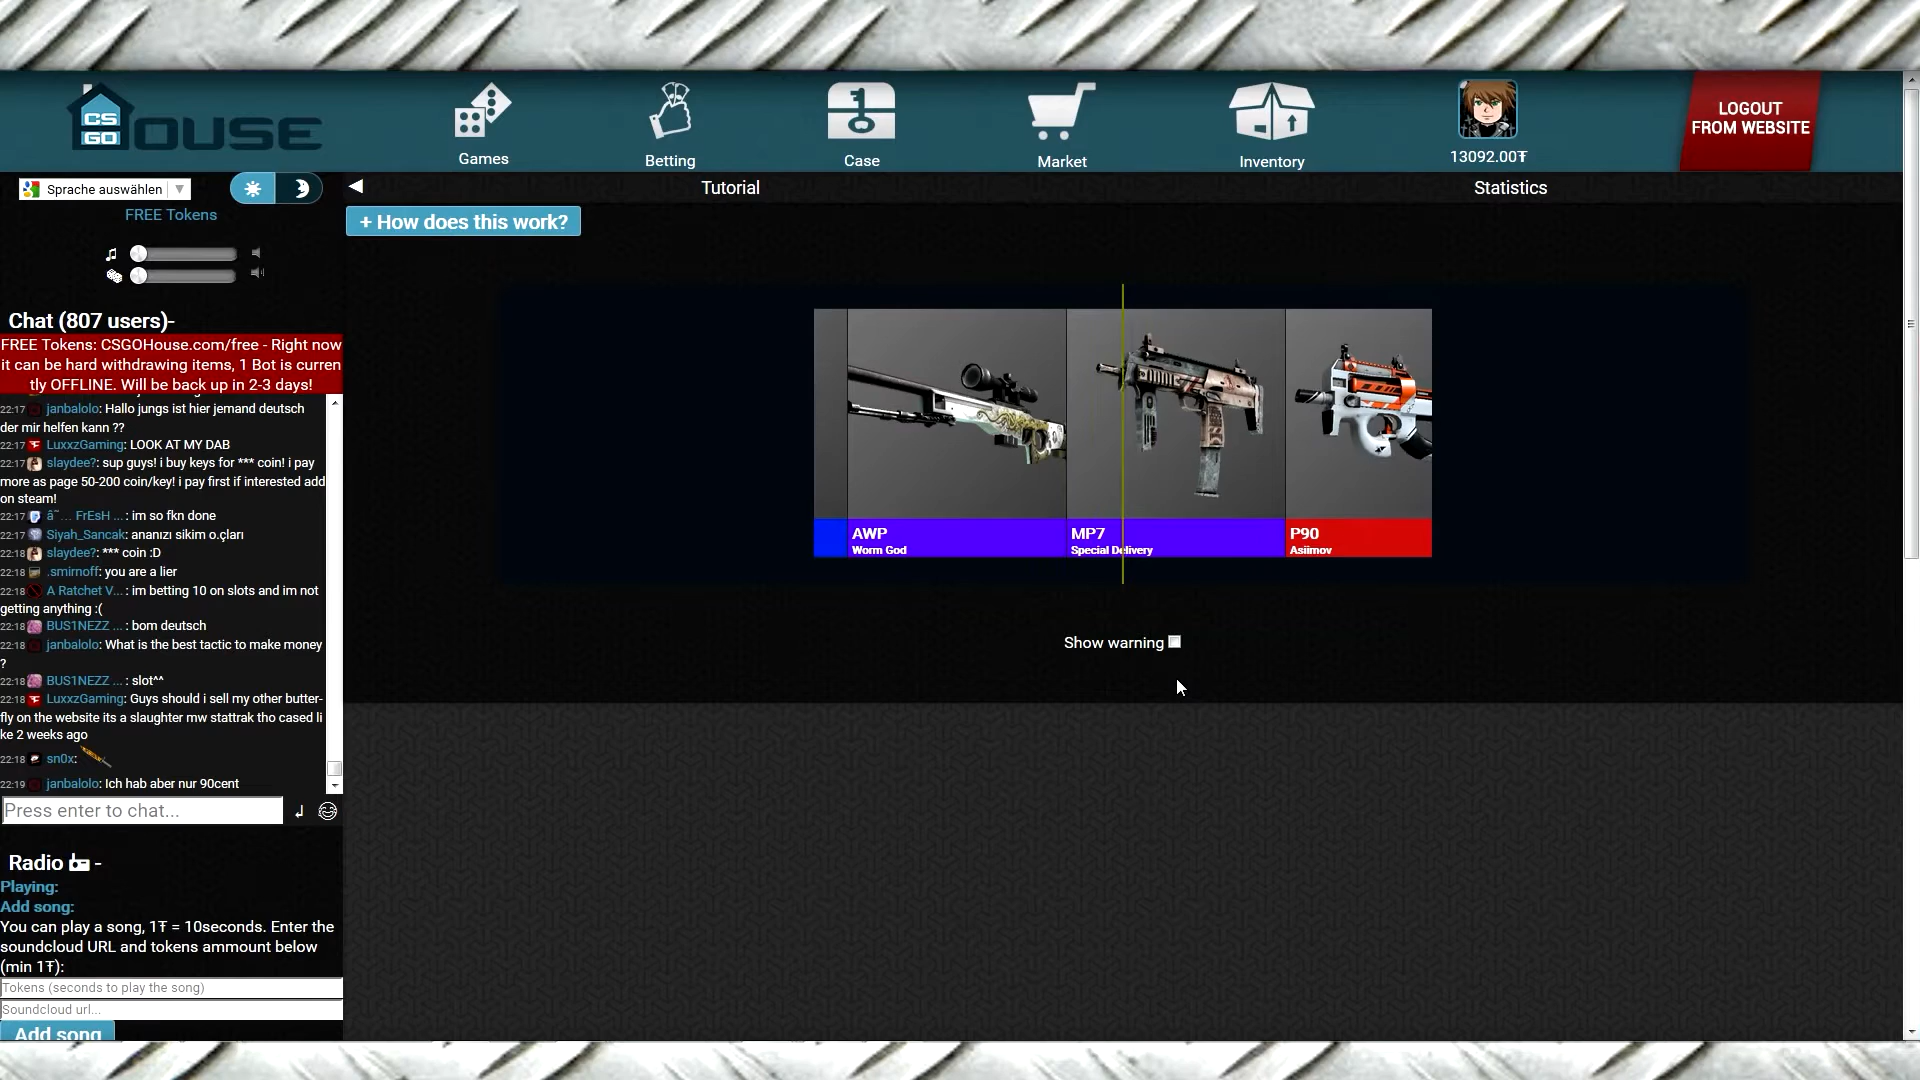 CS
GO
HOUSE
Games
Betting
Case
Market
Inventory
13092.00Ŧ
LOGOUT
FROM WEBSITE
Sprache auswählen
FREE Tokens
Tutorial
Statistics
+ How does this work?
Chat (807 users)-
FREE Tokens: CSGOHouse.com/free - Right now
it can be hard withdrawing items, 1 Bot is curren
tly OFFLINE. Will be back up in 2-3 days!
22:17 janbalolo: Hallo jungs ist hier jemand deutsch
der mir helfen kann ??
22:17 LuxxzGaming: LOOK AT MY DAB
22:17 slaydee?: sup guys! i buy keys for *** coin! i pay
more as page 50-200 coin/key! i pay first if interested add
on steam!
22:17 â˜… FrEsH ... : im so fkn done
22:17 Siyah_Sancak: ananızı sikim o.çları
22:18 slaydee?: *** coin :D
22:18 .smirnoff: you are a lier
22:18 A Ratchet V... : im betting 10 on slots and im not
getting anything :(
22:18 BUS1NEZZ ... : bom deutsch
22:18 janbalolo: What is the best tactic to make money
?
22:18 BUS1NEZZ ... : slot^^
22:18 LuxxzGaming: Guys should i sell my other butter-
fly on the website its a slaughter mw stattrak tho cased li
ke 2 weeks ago
22:18 sn0x:
22:19 janbalolo: Ich hab aber nur 90cent
Press enter to chat...
Radio -
Playing:
Add song:
You can play a song, 1Ŧ = 10seconds. Enter the
soundcloud URL and tokens ammount below
(min 1Ŧ):
Tokens (seconds to play the song)
Soundcloud url...
Add song
AWP
Worm God
MP7
Special Delivery
P90
Asiimov
Show warning